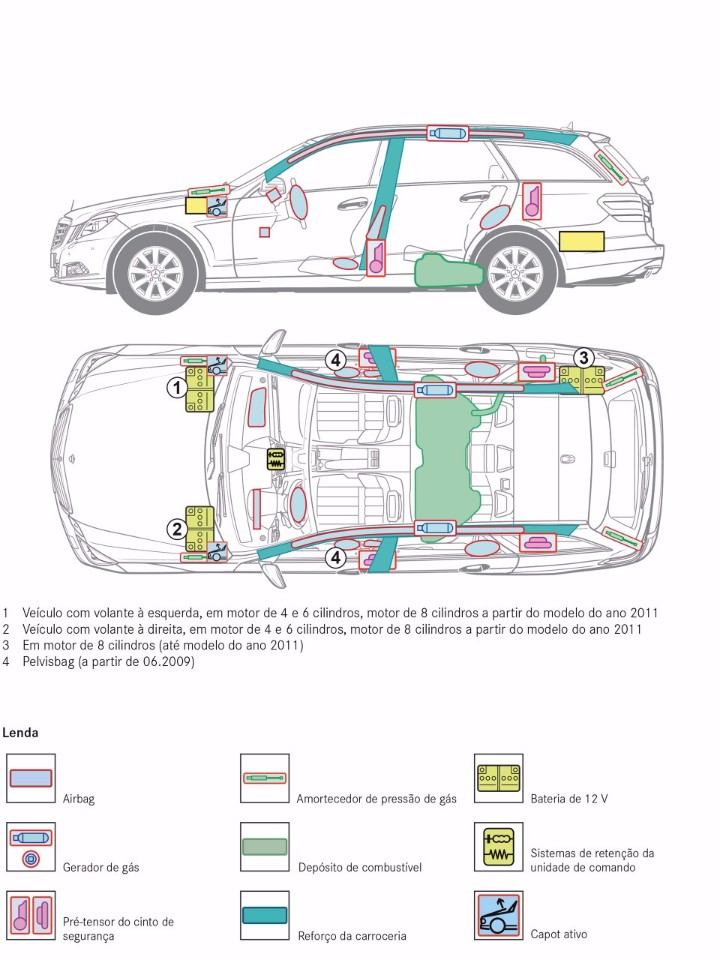 4
3
1
2
4
1 Veículo com volante à esquerda, em motor de 4 e 6 cilindros, motor de 8 cilindros a partir do modelo do ano 2011
2 Veículo com volante à direita, em motor de 4 e 6 cilindros, motor de 8 cilindros a partir do modelo do ano 2011
3 Em motor de 8 cilindros (até modelo do ano 2011)
4 Pelvisbag (a partir de 06.2009)
Lenda
Airbag
Amortecedor de pressão de gás
Bateria de 12 V
Gerador de gás
Depósito de combustível
Sistemas de retenção da
unidade de comando
Pré-tensor do cinto de
segurança
Reforço da carroceria
Capot ativo